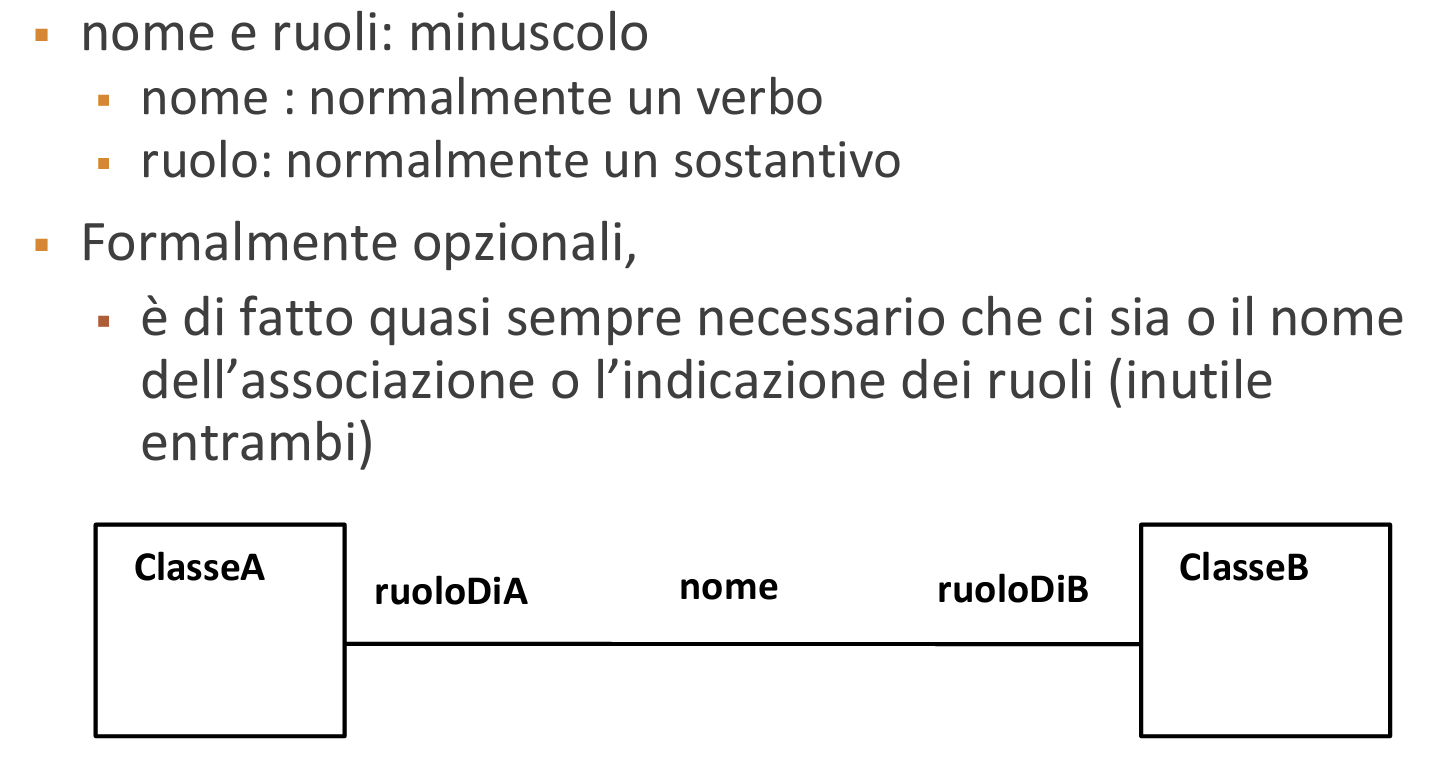 nome e ruoli: minuscolo
nome : normalmente un verbo
ruolo: normalmente un sostantivo
Formalmente opzionali,
è di fatto quasi sempre necessario che ci sia o il nome
dell’associazione o l’indicazione dei ruoli (inutile
entrambi)
ClasseA
ruoloDiA
nome
ruoloDiB
ClasseB